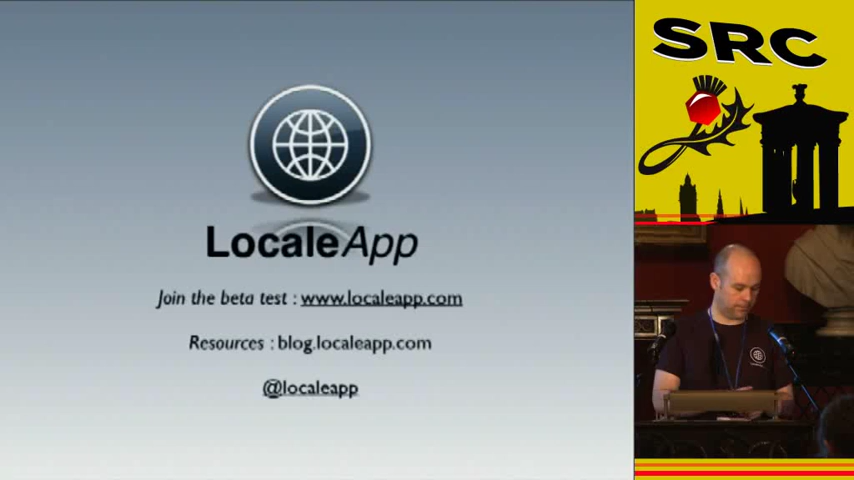 LocaleApp
Join the beta test : www.localeapp.com
Resources : blog.localeapp.com
@localeapp
SRC